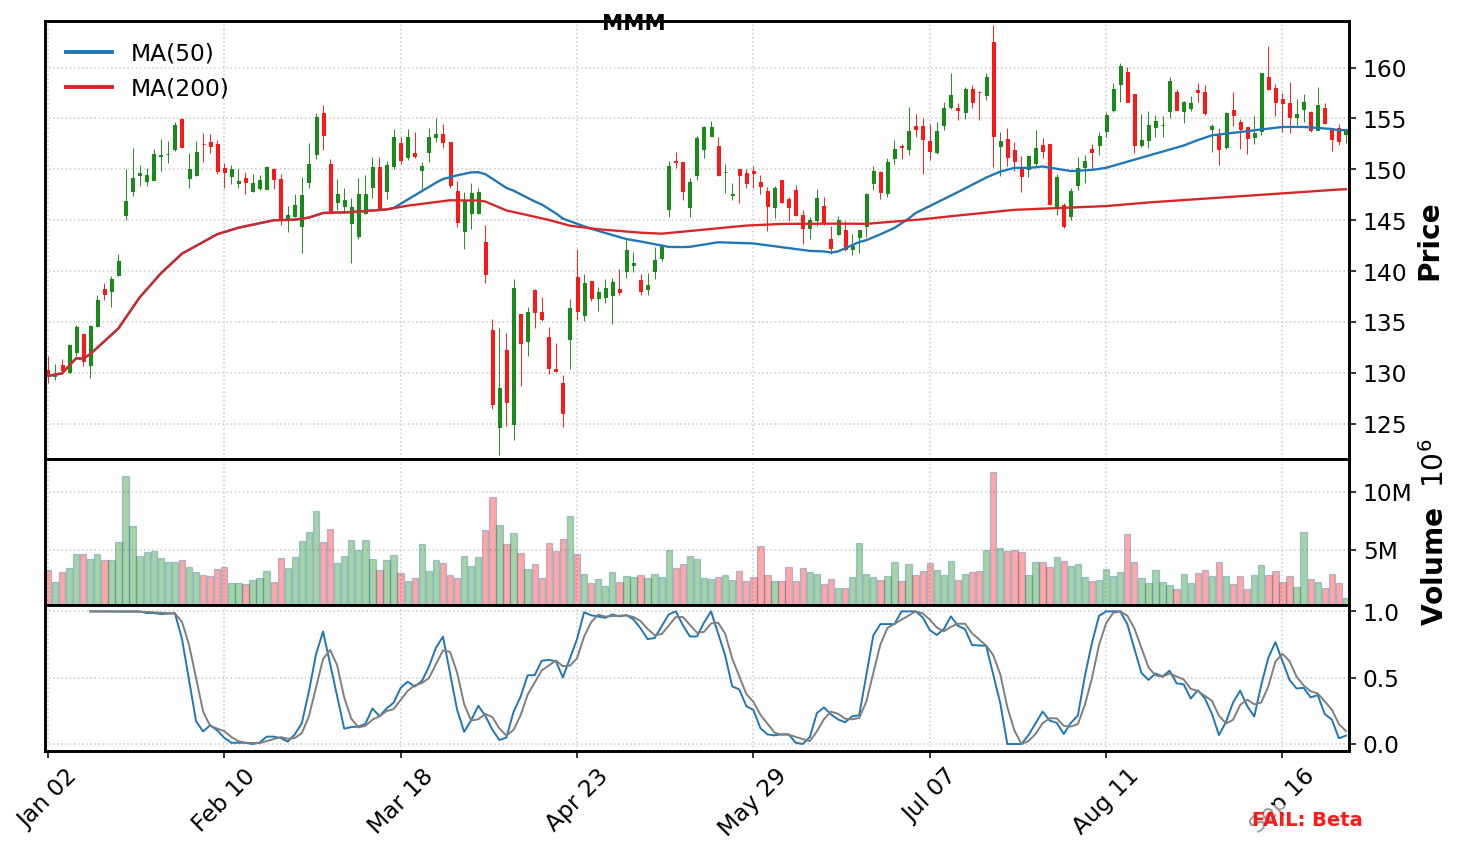 MMM
MA(50)
MA(200)
160
155
150
145
140
135
130
125
Price
10M
5M
Volume 10^6
1.0
0.5
0.0
Jan 02
Feb 10
Mar 18
Apr 23
May 29
Jul 07
Aug 11
Sep 16
FAIL: Beta